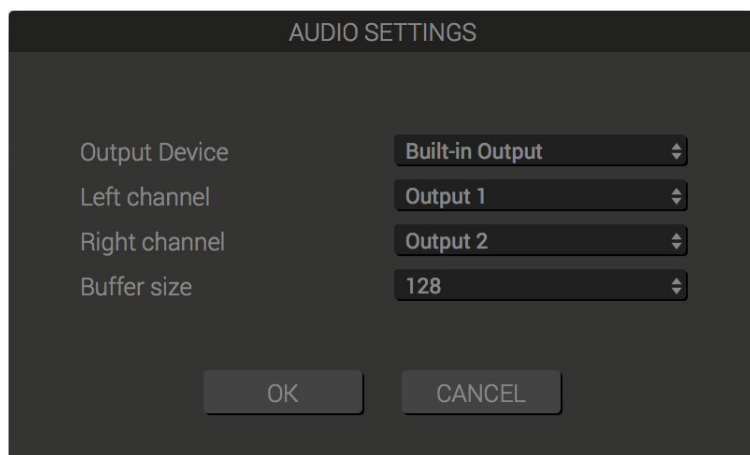 AUDIO SETTINGS
Output Device Built-in Output
Left channel Output 1
Right channel Output 2
Buffer size 128
OK CANCEL